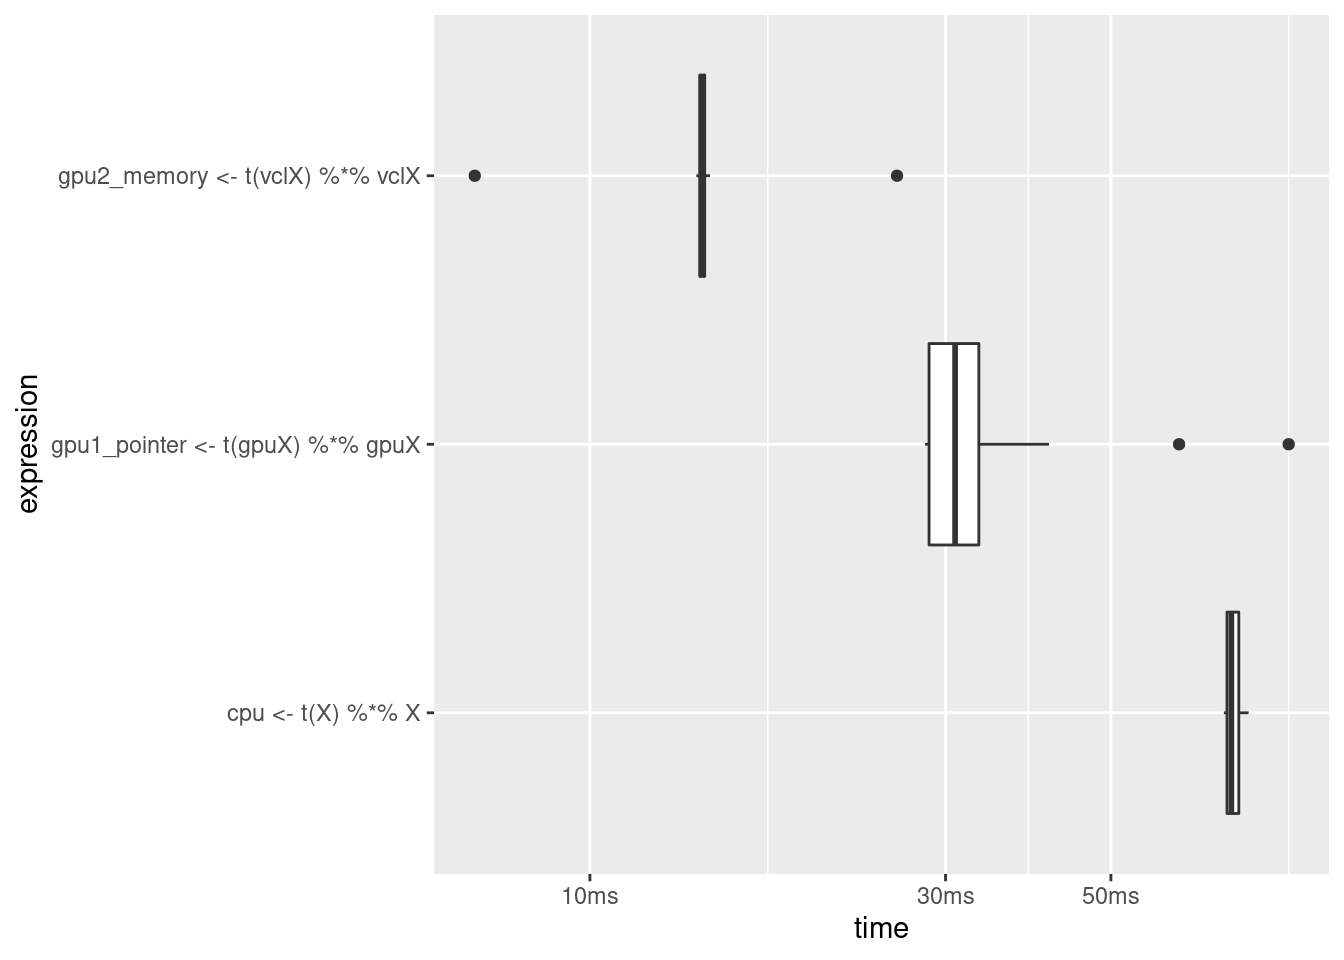 expression
gpu2_memory <- t(vclX) %*% vclX
gpu1_pointer <- t(gpuX) %*% gpuX
cpu <- t(X) %*% X
10ms 30ms 50ms
time